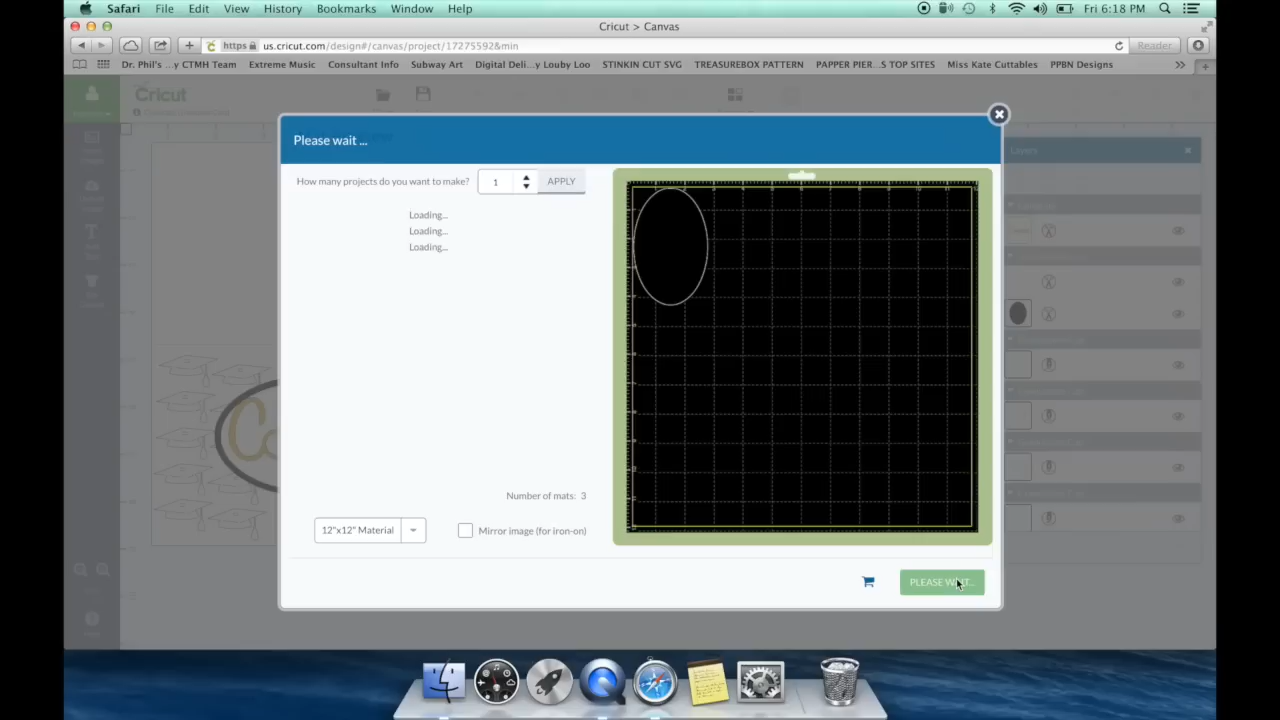 Safari File Edit View History Bookmarks Window Help Fri 6:18 PM
Cricut > Canvas
https us.cricut.com/design#/canvas/project/17275592&min Reader
Dr. Phil's ...y CTMH Team Extreme Music Consultant Info Subway Art Digital Deli...y Louby Loo STINKIN CUT SVG TREASUREBOX PATTERN PAPPER PIER...S TOP SITES Miss Kate Cuttables PPBN Designs
Cricut
Please wait ...
Layers
How many projects do you want to make? 1 APPLY
Loading...
Loading...
Loading...
Number of mats: 3
12"x12" Material Mirror image (for iron-on)
PLEASE WAIT...